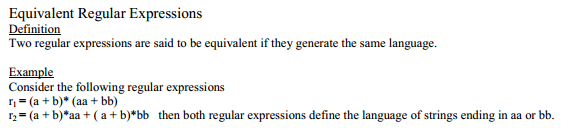 Equivalent Regular Expressions
Definition
Two regular expressions are said to be equivalent if they generate the same language.
Example
Consider the following regular expressions
r₁ = (a + b)* (aa + bb)
r₂ = (a + b)*aa + ( a + b)*bb then both regular expressions define the language of strings ending in aa or bb.